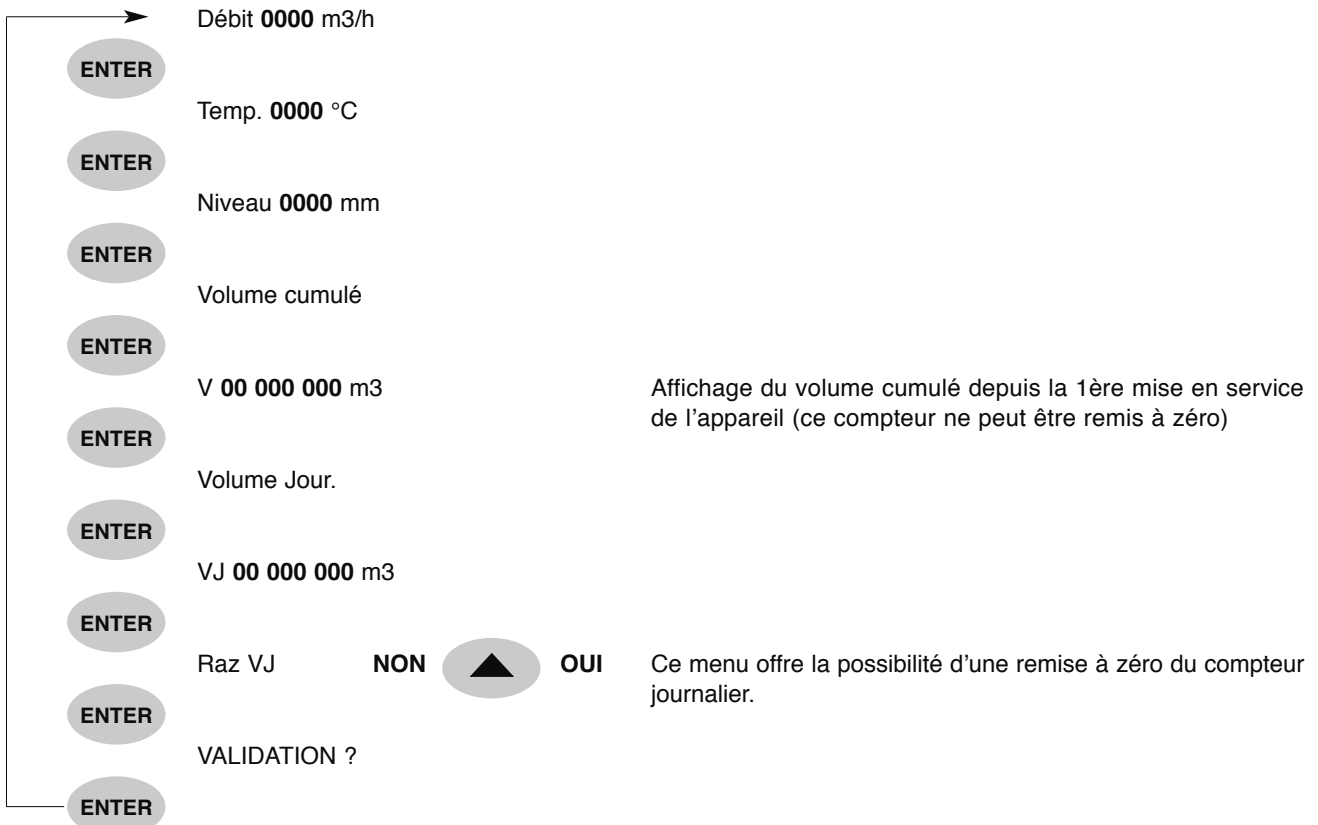 Débit 0000 m3/h
ENTER
Temp. 0000 °C
ENTER
Niveau 0000 mm
ENTER
Volume cumulé
ENTER
V 00 000 000 m3
Affichage du volume cumulé depuis la 1ère mise en service
de l’appareil (ce compteur ne peut être remis à zéro)
ENTER
Volume Jour.
ENTER
VJ 00 000 000 m3
ENTER
Raz VJ NON OUI
Ce menu offre la possibilité d’une remise à zéro du compteur
journalier.
ENTER
VALIDATION ?
ENTER